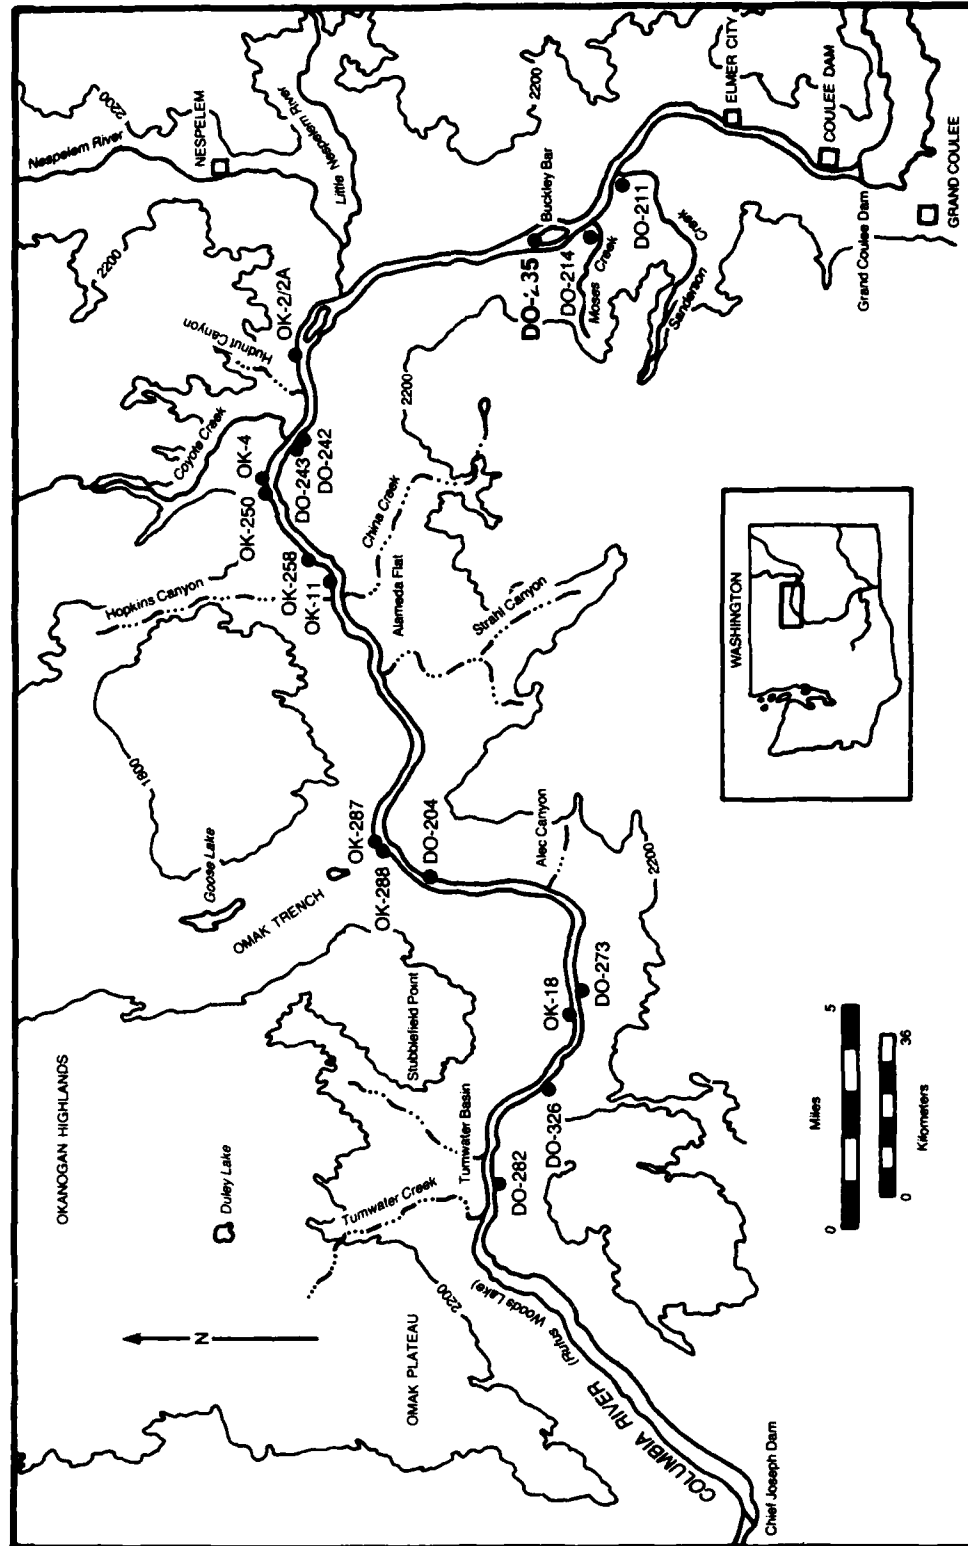 OKANOGAN HIGHLANDS
Duley Lake
N
OMAK PLATEAU
2200
Tumwater Creek
Tumwater Basin
Stubblefield Point
OMAK TRENCH
Goose Lake
1800
Hopkins Canyon
Coyote Creek
Hudnut Canyon
2200
Nespelem River
2200
NESPELEM
Little Nespelem River
OK-287
OK-288
DO-204
OK-11
OK-258
OK-250
OK-4
DO-243
DO-242
OK-2/2A
China Creek
Alameda Flat
Strahl Canyon
2200
Buckley Bar
DO-214
Moses Creek
DO-211
Sanderson Creek
2200
ELMER CITY
COULEE DAM
Grand Coulee Dam
GRAND COULEE
Alec Canyon
2200
OK-18
DO-273
DO-326
DO-282
(Rufus Woods Lake)
COLUMBIA RIVER
Chief Joseph Dam
0
Miles
5
0
Kilometers
36
WASHINGTON